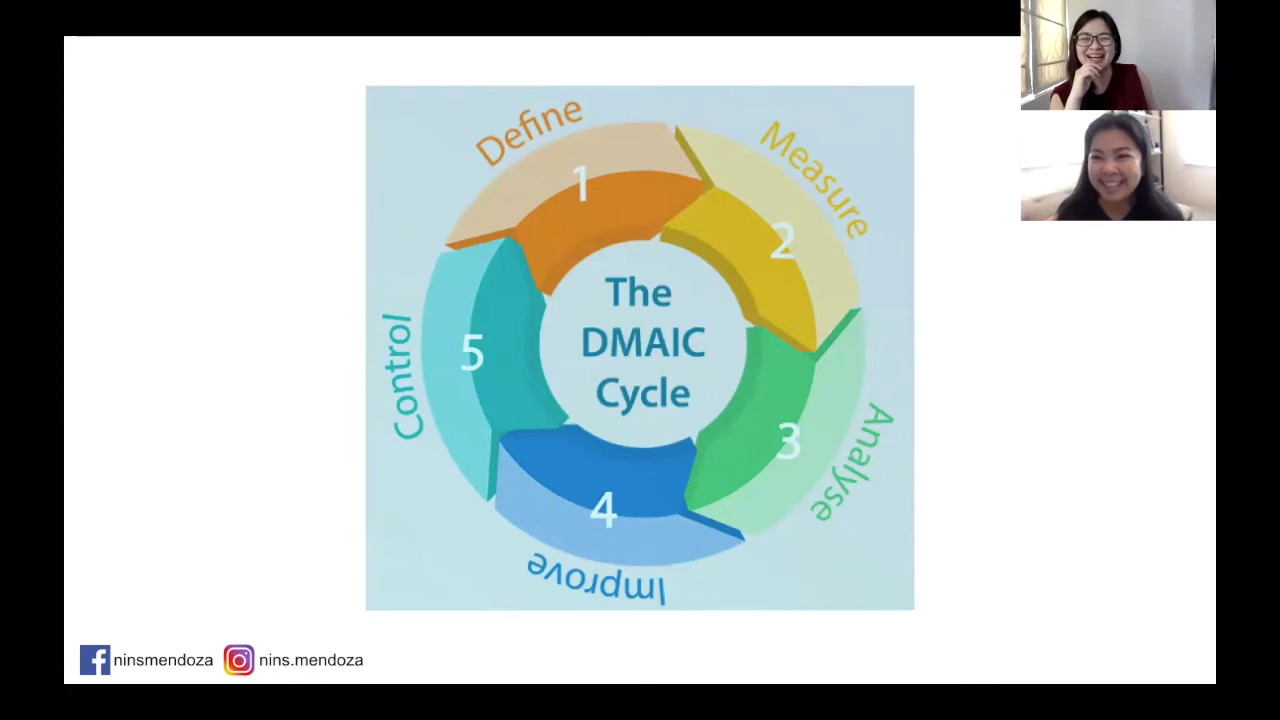 Define
1
Measure
2
Analyse
3
Improve
4
Control
5
The
DMAIC
Cycle
ninsmendoza
nins.mendoza